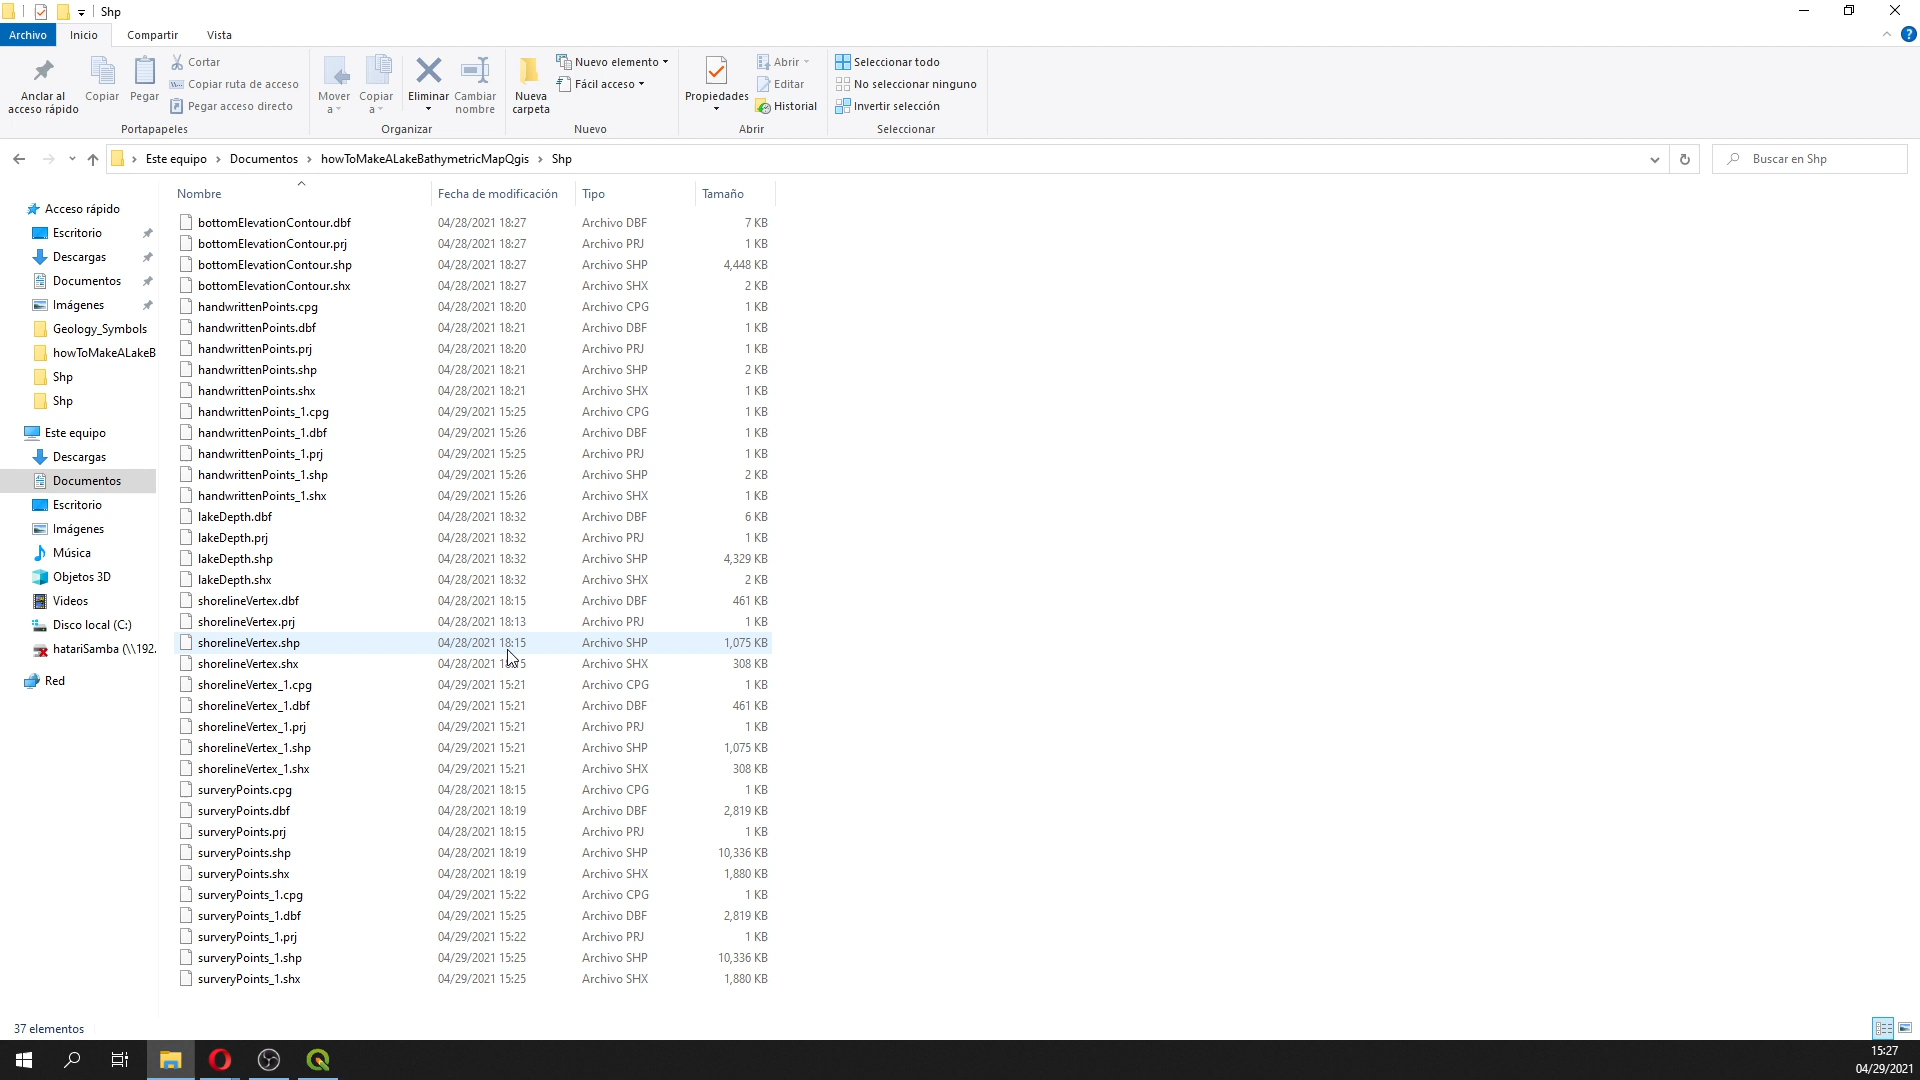 Shp
Archivo Inicio Compartir Vista
Anclar al acceso rápido
Copiar
Pegar
Cortar
Copiar ruta de acceso
Pegar acceso directo
Portapapeles
Mover a
Copiar a
Eliminar
Cambiar nombre
Organizar
Nueva carpeta
Nuevo elemento
Fácil acceso
Nuevo
Propiedades
Abrir
Editar
Historial
Abrir
Seleccionar todo
No seleccionar ninguno
Invertir selección
Seleccionar
Este equipo › Documentos › howToMakeALakeBathymetricMapQgis › Shp
Buscar en Shp
Acceso rápido
Escritorio
Descargas
Documentos
Imágenes
Geology_Symbols
howToMakeALakeB
Shp
Shp
Este equipo
Descargas
Documentos
Escritorio
Imágenes
Música
Objetos 3D
Videos
Disco local (C:)
hatariSamba (\\192.
Red
Nombre Fecha de modificación Tipo Tamaño
bottomElevationContour.dbf 04/28/2021 18:27 Archivo DBF 7 KB
bottomElevationContour.prj 04/28/2021 18:27 Archivo PRJ 1 KB
bottomElevationContour.shp 04/28/2021 18:27 Archivo SHP 4,448 KB
bottomElevationContour.shx 04/28/2021 18:27 Archivo SHX 2 KB
handwrittenPoints.cpg 04/28/2021 18:20 Archivo CPG 1 KB
handwrittenPoints.dbf 04/28/2021 18:21 Archivo DBF 1 KB
handwrittenPoints.prj 04/28/2021 18:20 Archivo PRJ 1 KB
handwrittenPoints.shp 04/28/2021 18:21 Archivo SHP 2 KB
handwrittenPoints.shx 04/28/2021 18:21 Archivo SHX 1 KB
handwrittenPoints_1.cpg 04/29/2021 15:25 Archivo CPG 1 KB
handwrittenPoints_1.dbf 04/29/2021 15:26 Archivo DBF 1 KB
handwrittenPoints_1.prj 04/29/2021 15:25 Archivo PRJ 1 KB
handwrittenPoints_1.shp 04/29/2021 15:26 Archivo SHP 2 KB
handwrittenPoints_1.shx 04/29/2021 15:26 Archivo SHX 1 KB
lakeDepth.dbf 04/28/2021 18:32 Archivo DBF 6 KB
lakeDepth.prj 04/28/2021 18:32 Archivo PRJ 1 KB
lakeDepth.shp 04/28/2021 18:32 Archivo SHP 4,329 KB
lakeDepth.shx 04/28/2021 18:32 Archivo SHX 2 KB
shorelineVertex.dbf 04/28/2021 18:15 Archivo DBF 461 KB
shorelineVertex.prj 04/28/2021 18:13 Archivo PRJ 1 KB
shorelineVertex.shp 04/28/2021 18:15 Archivo SHP 1,075 KB
shorelineVertex.shx 04/28/2021 18:15 Archivo SHX 308 KB
shorelineVertex_1.cpg 04/29/2021 15:21 Archivo CPG 1 KB
shorelineVertex_1.dbf 04/29/2021 15:21 Archivo DBF 461 KB
shorelineVertex_1.prj 04/29/2021 15:21 Archivo PRJ 1 KB
shorelineVertex_1.shp 04/29/2021 15:21 Archivo SHP 1,075 KB
shorelineVertex_1.shx 04/29/2021 15:21 Archivo SHX 308 KB
surveryPoints.cpg 04/28/2021 18:15 Archivo CPG 1 KB
surveryPoints.dbf 04/28/2021 18:19 Archivo DBF 2,819 KB
surveryPoints.prj 04/28/2021 18:15 Archivo PRJ 1 KB
surveryPoints.shp 04/28/2021 18:19 Archivo SHP 10,336 KB
surveryPoints.shx 04/28/2021 18:19 Archivo SHX 1,880 KB
surveryPoints_1.cpg 04/29/2021 15:22 Archivo CPG 1 KB
surveryPoints_1.dbf 04/29/2021 15:25 Archivo DBF 2,819 KB
surveryPoints_1.prj 04/29/2021 15:22 Archivo PRJ 1 KB
surveryPoints_1.shp 04/29/2021 15:25 Archivo SHP 10,336 KB
surveryPoints_1.shx 04/29/2021 15:25 Archivo SHX 1,880 KB
37 elementos
15:27
04/29/2021